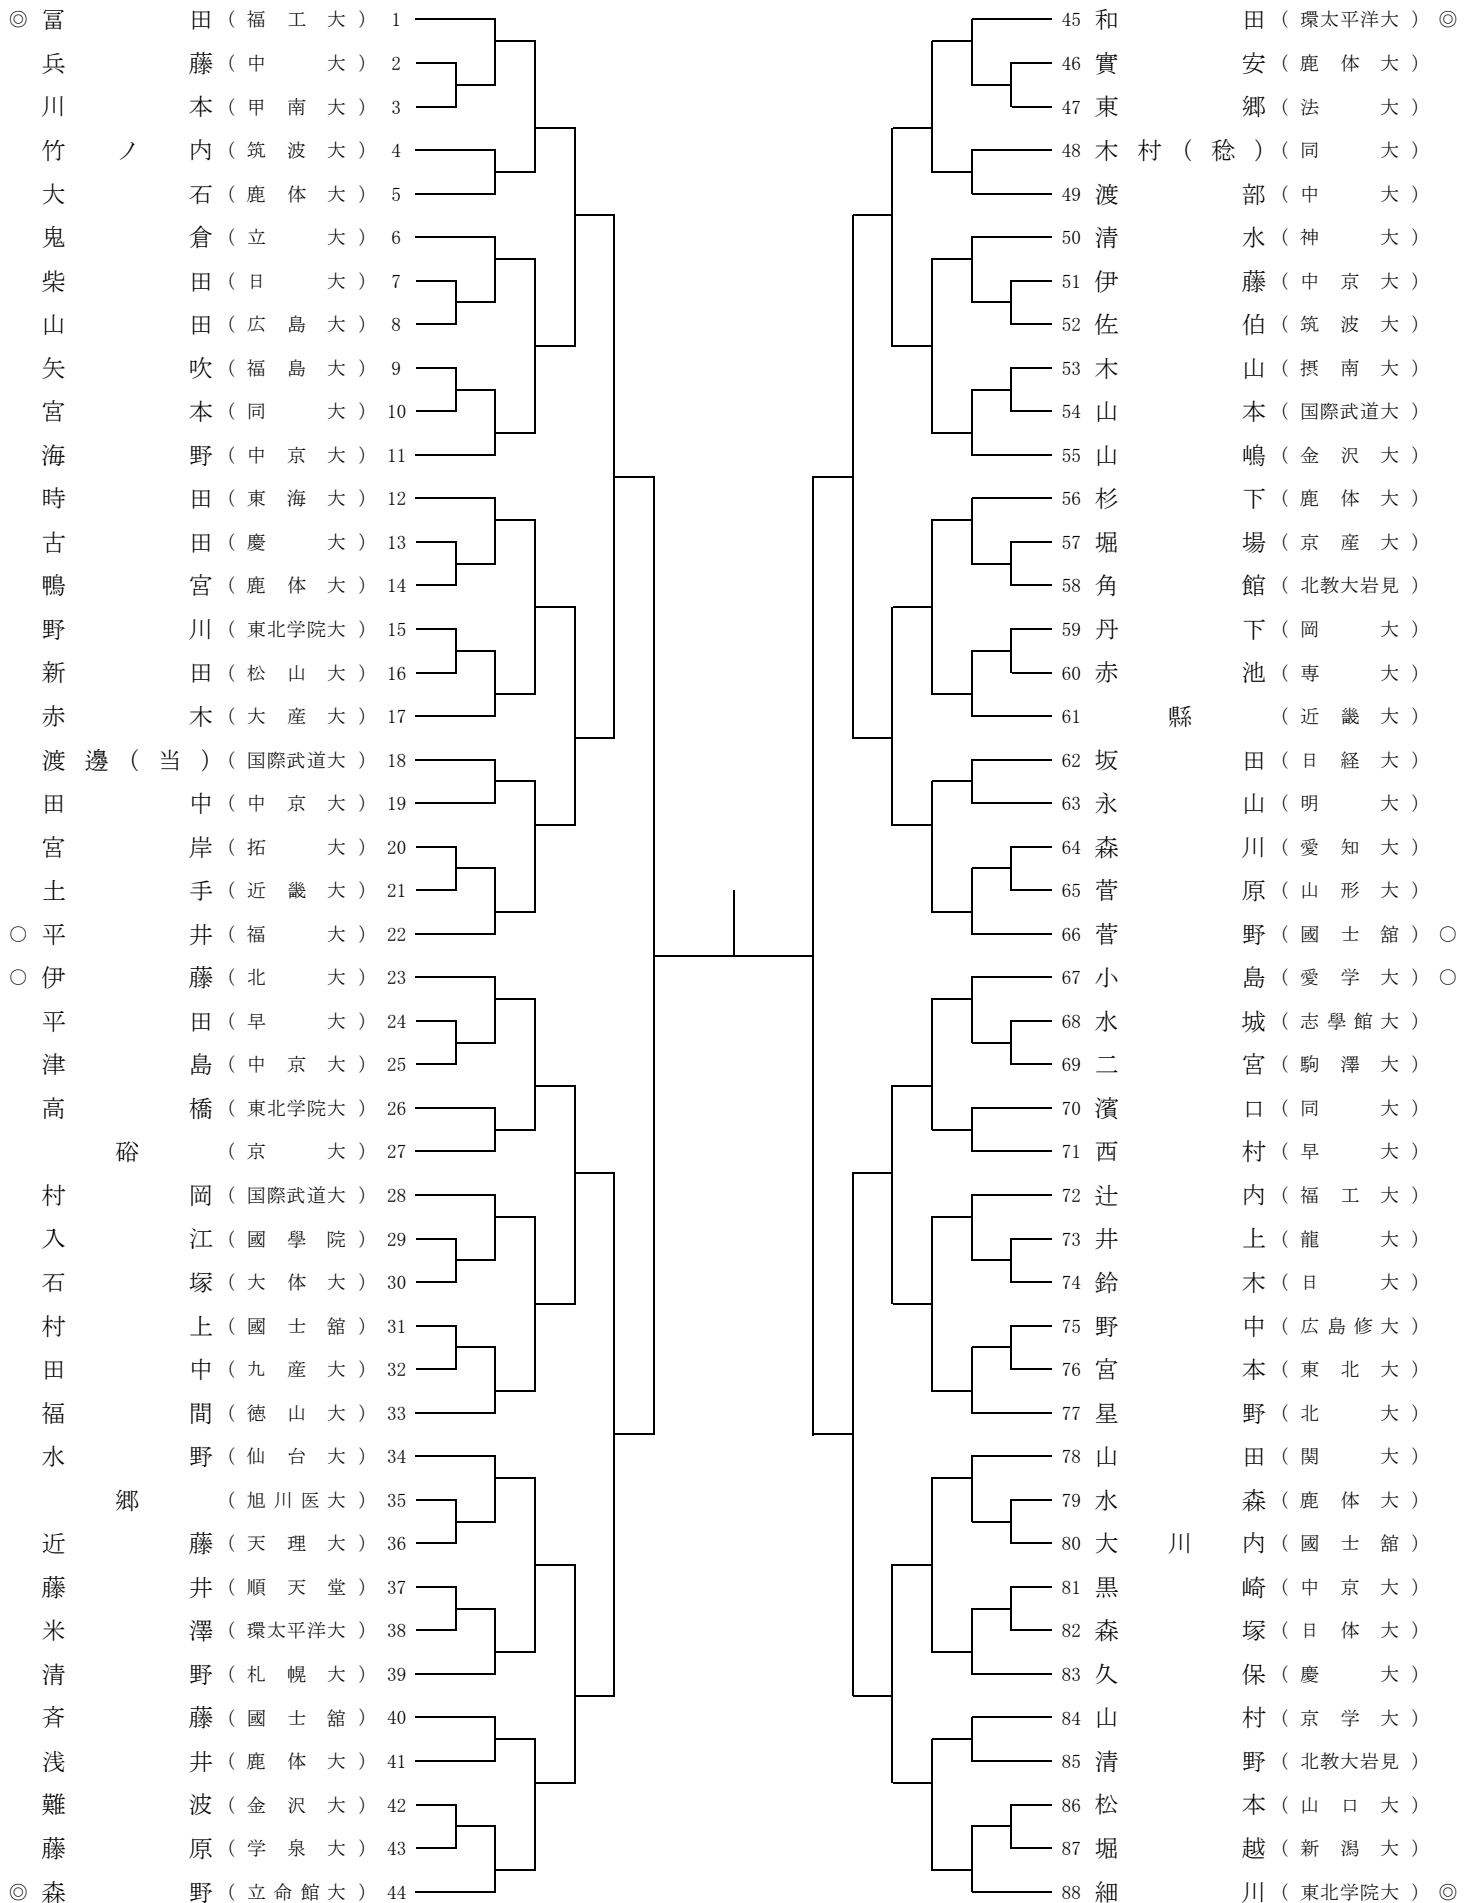 ◎ 冨田（福工大） 1
兵藤（中大） 2
川本（甲南大） 3
竹ノ内（筑波大） 4
大石（鹿体大） 5
鬼倉（立大） 6
柴田（日大） 7
山田（広島大） 8
矢吹（福島大） 9
宮本（同大） 10
海野（中京大） 11
時田（東海大） 12
古田（慶大） 13
鴨宮（鹿体大） 14
野川（東北学院大） 15
新田（松山大） 16
赤木（大産大） 17
渡邊（当）（国際武道大） 18
田中（中京大） 19
宮岸（拓大） 20
土手（近畿大） 21
○ 平井（福大） 22
○ 伊藤（北大） 23
平田（早大） 24
津島（中京大） 25
高橋（東北学院大） 26
硲（京大） 27
村岡（国際武道大） 28
入江（國學院） 29
石塚（大体大） 30
村上（國士舘） 31
田中（九産大） 32
福間（徳山大） 33
水野（仙台大） 34
郷（旭川医大） 35
近藤（天理大） 36
藤井（順天堂） 37
米澤（環太平洋大） 38
清野（札幌大） 39
斉藤（國士舘） 40
浅井（鹿体大） 41
難波（金沢大） 42
藤原（学泉大） 43
◎ 森野（立命館大） 44
45 和田（環太平洋大） ◎
46 實安（鹿体大）
47 東郷（法大）
48 木村（稔）（同大）
49 渡部（中大）
50 清水（神大）
51 伊藤（中京大）
52 佐伯（筑波大）
53 木山（摂南大）
54 山本（国際武道大）
55 山嶋（金沢大）
56 杉下（鹿体大）
57 堀場（京産大）
58 角館（北教大岩見）
59 丹下（岡大）
60 赤池（専大）
61 縣（近畿大）
62 坂田（日経大）
63 永山（明大）
64 森川（愛知大）
65 菅原（山形大）
66 菅野（國士舘） ○
67 小島（愛学大） ○
68 水城（志學館大）
69 二宮（駒澤大）
70 濱口（同大）
71 西村（早大）
72 辻内（福工大）
73 井上（龍大）
74 鈴木（日大）
75 野中（広島修大）
76 宮本（東北大）
77 星野（北大）
78 山田（関大）
79 水森（鹿体大）
80 大川内（國士舘）
81 黒崎（中京大）
82 森塚（日体大）
83 久保（慶大）
84 山村（京学大）
85 清野（北教大岩見）
86 松本（山口大）
87 堀越（新潟大）
88 細川（東北学院大） ◎